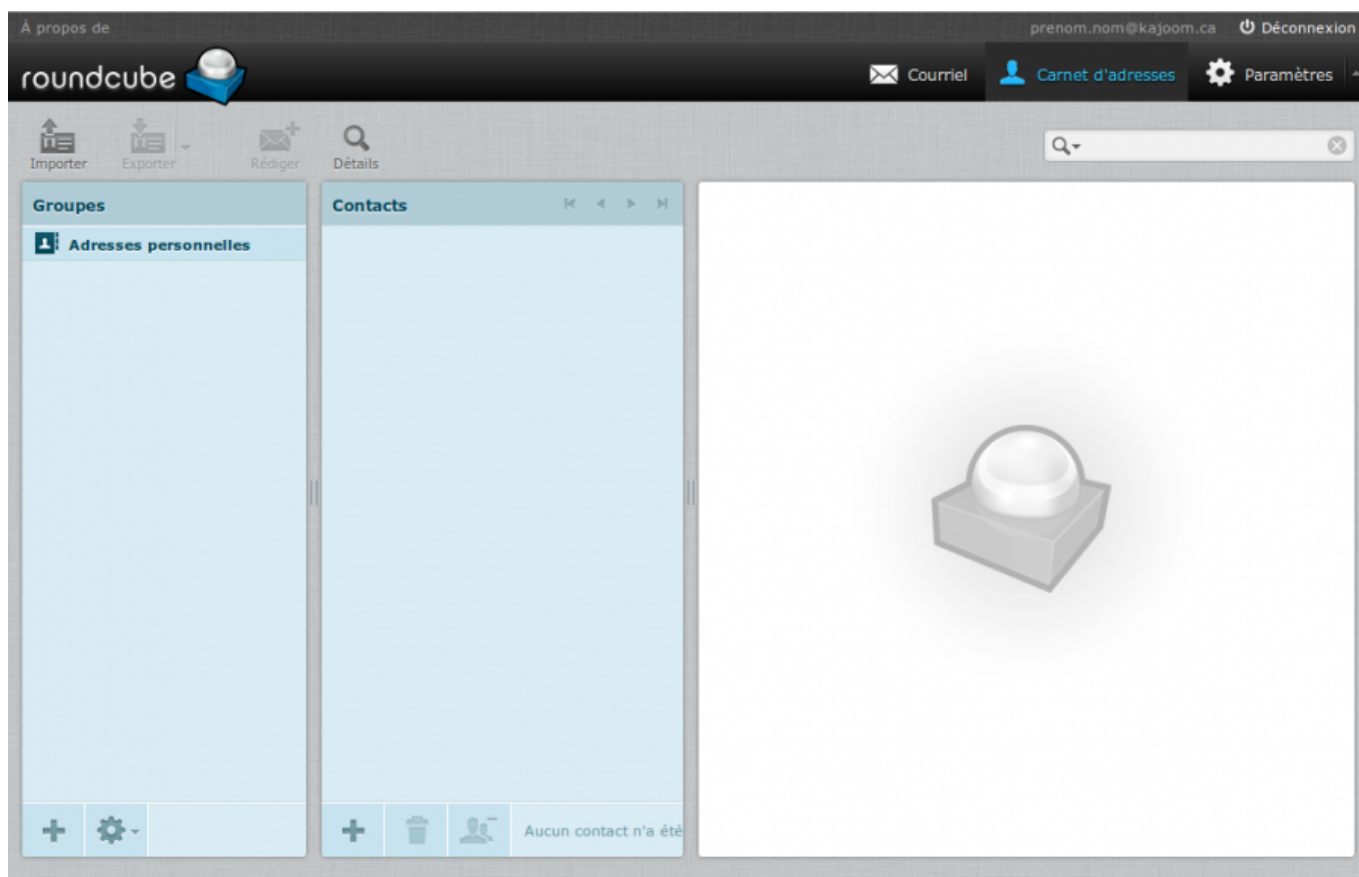 À propos de
prenom.nom@kajoom.ca Déconnexion
roundcube
Courriel Carnet d'adresses Paramètres
Importer Exporter Rédiger Détails
Groupes
Adresses personnelles
Contacts
Aucun contact n'a été